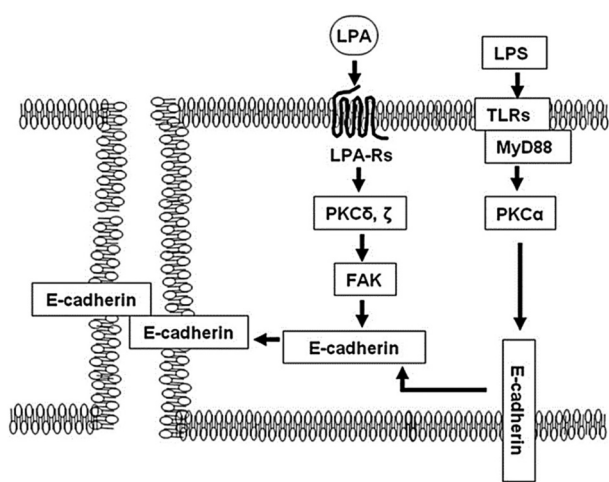 LPA
LPS
TLRs
MyD88
LPA-Rs
PKCδ, ζ
PKCα
FAK
E-cadherin
E-cadherin
E-cadherin
E-cadherin